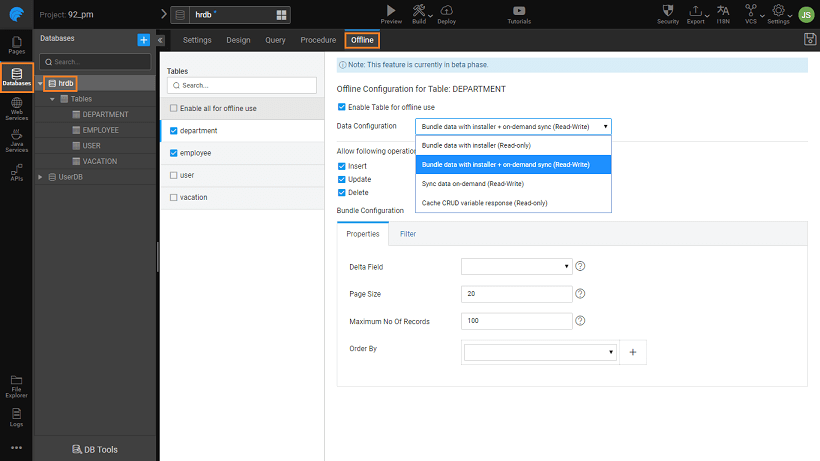 Project: 92_pm
hrdb *
Preview
Build
Deploy
Tutorials
Security
Export
I18N
VCS
Settings
JS
Pages
Databases
Web
Services
Java
Services
APIs
File
Explorer
Logs
Databases
+
Search...
hrdb
Tables
DEPARTMENT
EMPLOYEE
USER
VACATION
UserDB
DB Tools
Settings
Design
Query
Procedure
Offline
Tables
Search...
Enable all for offline use
department
employee
user
vacation
Note: This feature is currently in beta phase.
Offline Configuration for Table: DEPARTMENT
Enable Table for offline use
Data Configuration
Bundle data with installer + on-demand sync (Read-Write)
Bundle data with installer (Read-only)
Bundle data with installer + on-demand sync (Read-Write)
Sync data on-demand (Read-Write)
Cache CRUD variable response (Read-only)
Allow following operation
Insert
Update
Delete
Bundle Configuration
Properties
Filter
Delta Field
?
Page Size
20
?
Maximum No Of Records
100
?
Order By
+